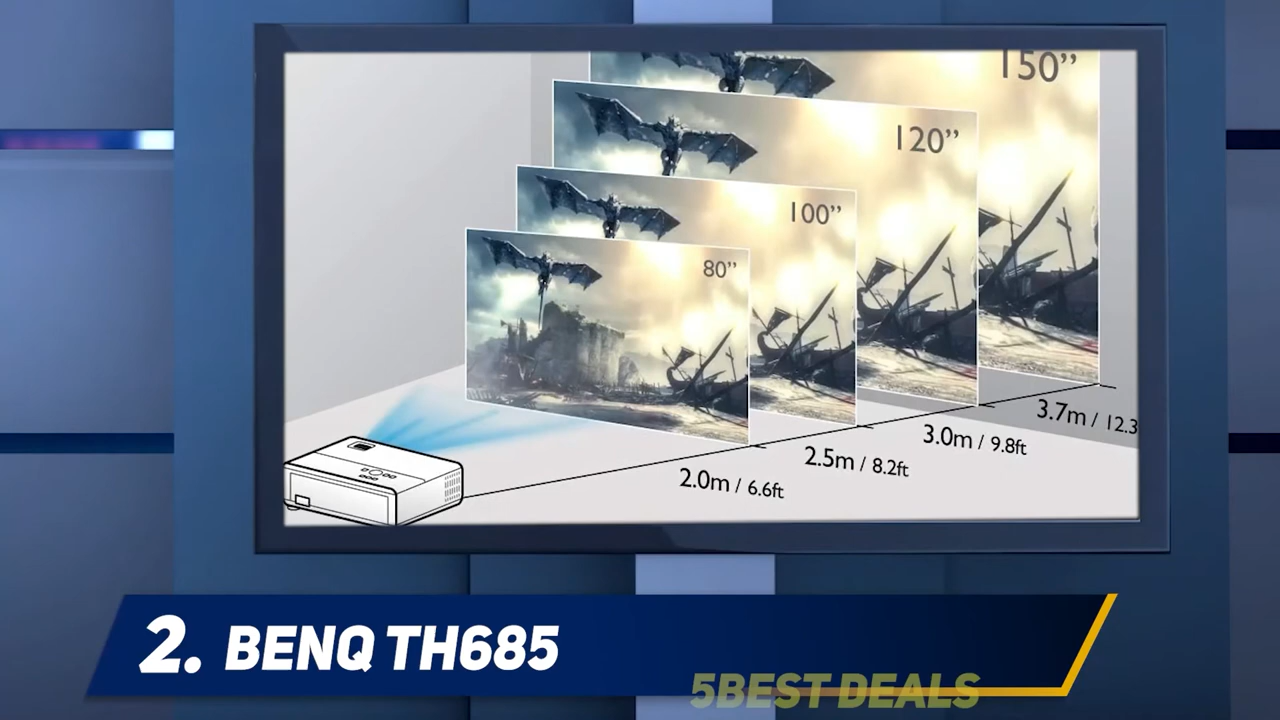 150”
120”
100”
80”
3.7m / 12.3
3.0m / 9.8ft
2.5m / 8.2ft
2.0m / 6.6ft
2. BENQ TH685
5BEST DEALS